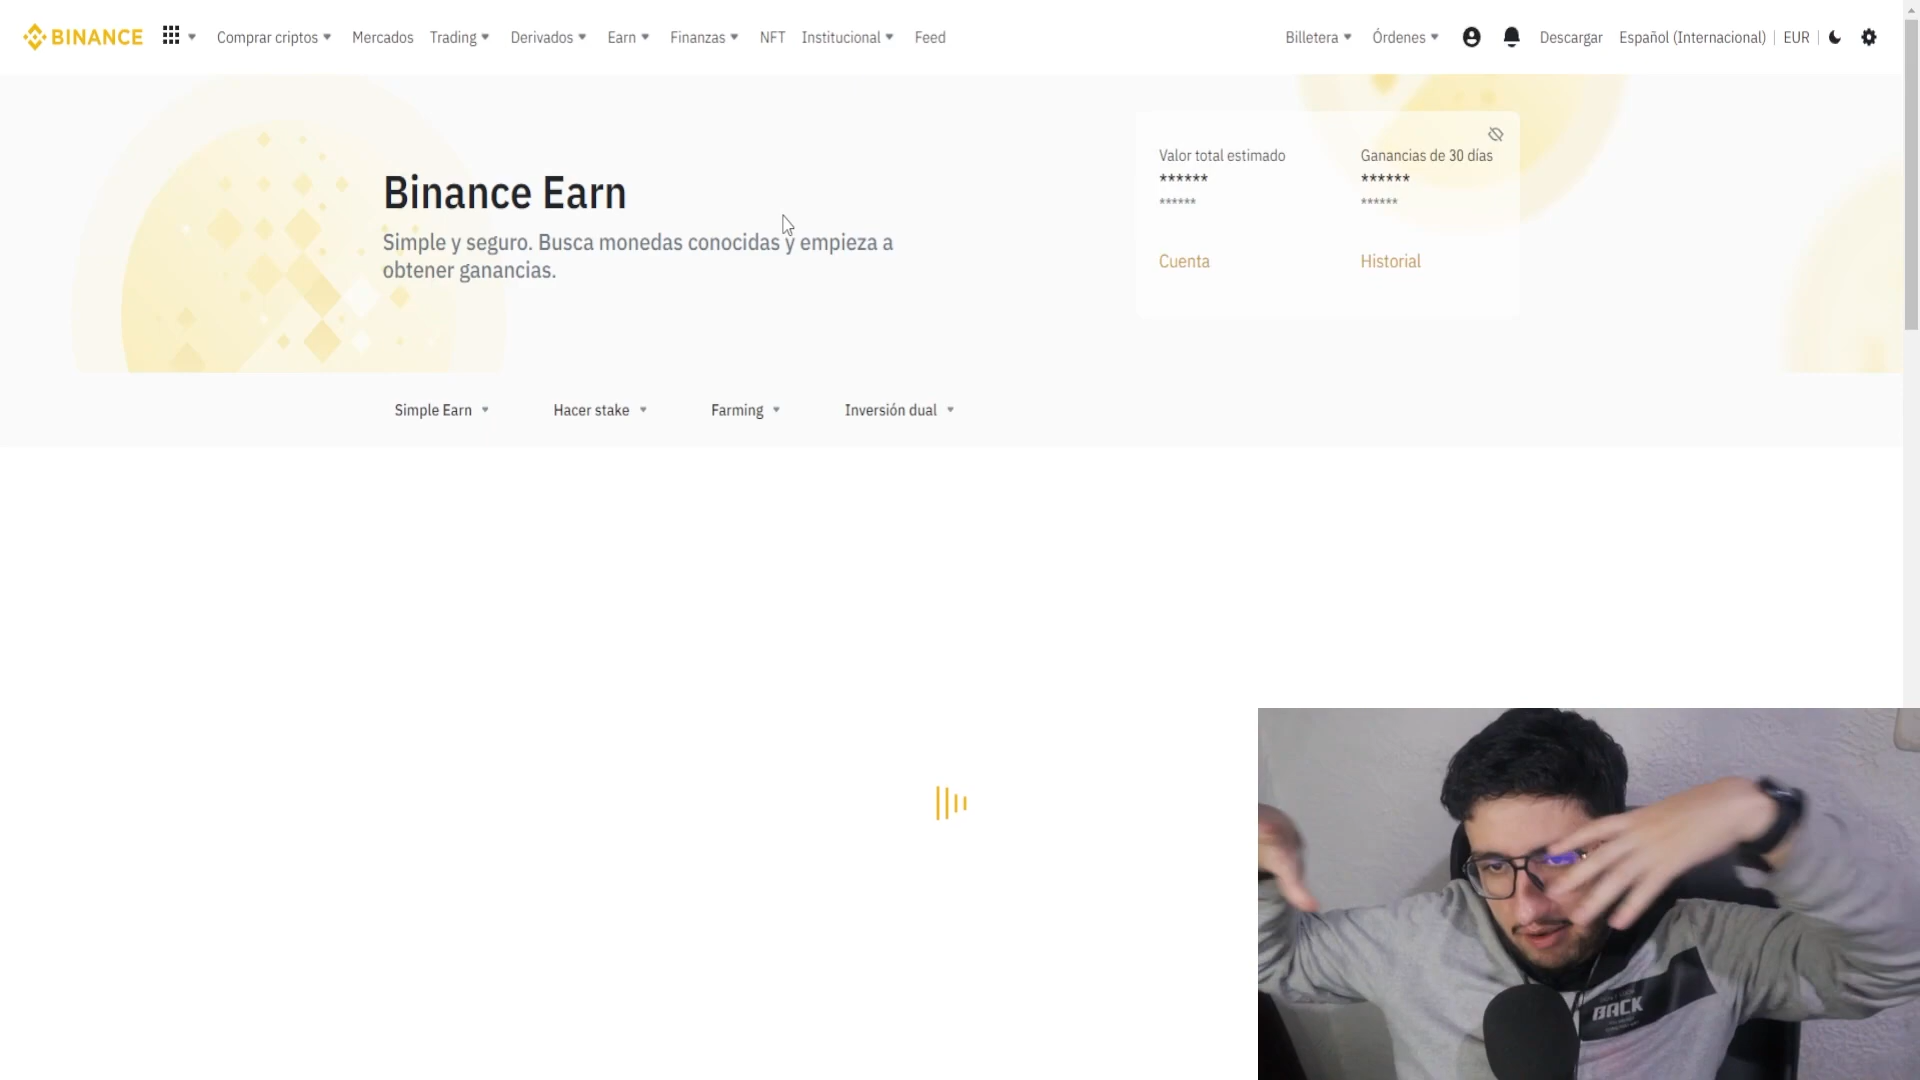 BINANCE
Comprar criptos
Mercados
Trading
Derivados
Earn
Finanzas
NFT
Institucional
Feed
Billetera
Órdenes
Descargar
Español (Internacional)
EUR
Binance Earn
Simple y seguro. Busca monedas conocidas y empieza a
obtener ganancias.
Valor total estimado
******
******
Cuenta
Ganancias de 30 días
******
******
Historial
Simple Earn
Hacer stake
Farming
Inversión dual
BACK